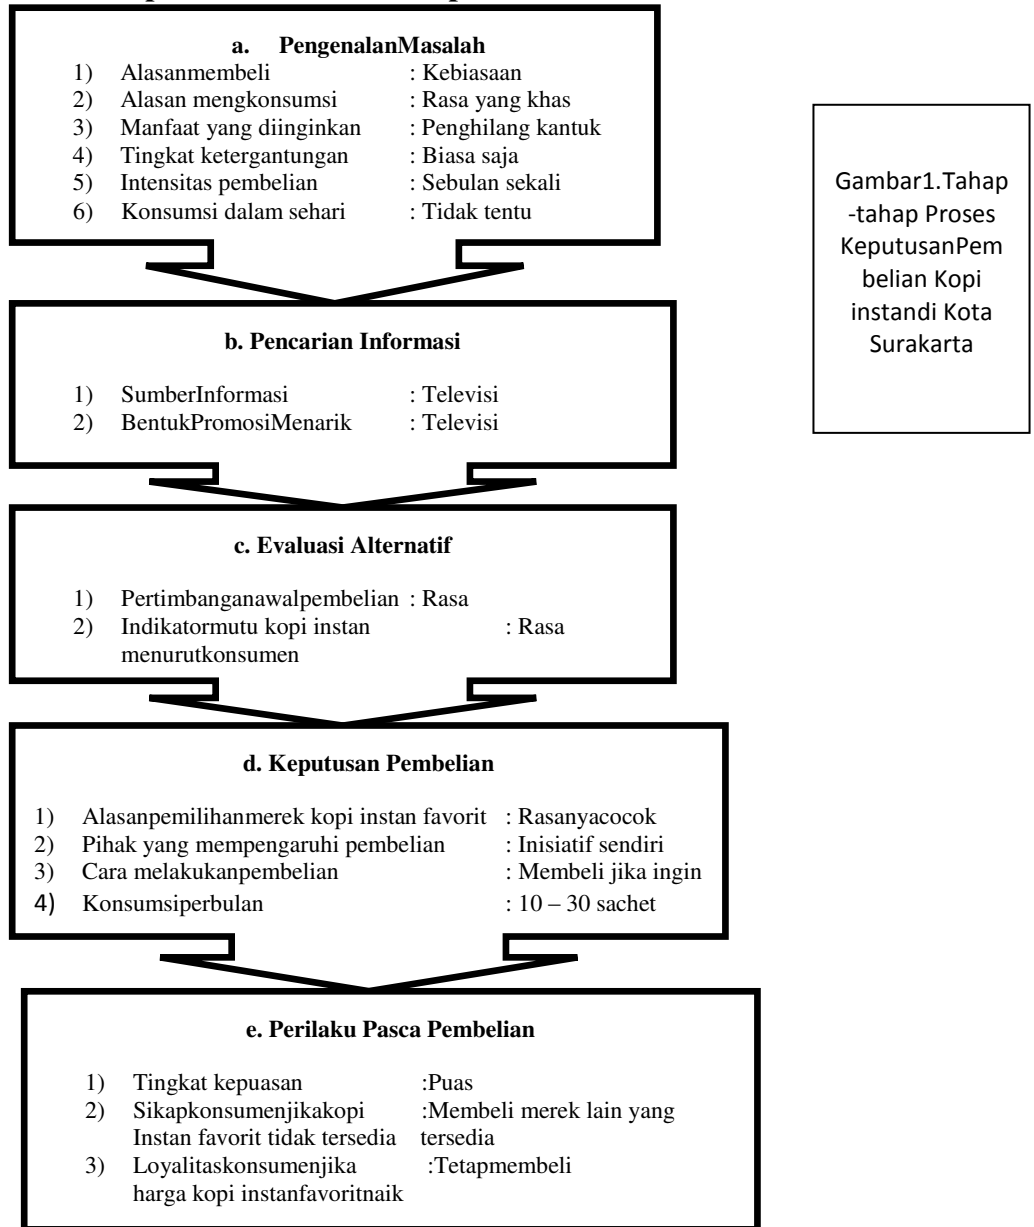 a. PengenalanMasalah
1) Alasanmembeli : Kebiasaan
2) Alasan mengkonsumsi : Rasa yang khas
3) Manfaat yang diinginkan : Penghilang kantuk
4) Tingkat ketergantungan : Biasa saja
5) Intensitas pembelian : Sebulan sekali
6) Konsumsi dalam sehari : Tidak tentu
Gambar1.Tahap
-tahap Proses
KeputusanPem
belian Kopi
instandi Kota
Surakarta
b. Pencarian Informasi
1) SumberInformasi : Televisi
2) BentukPromosiMenarik : Televisi
c. Evaluasi Alternatif
1) Pertimbanganawalpembelian : Rasa
2) Indikatormutu kopi instan : Rasa
menurutkonsumen
d. Keputusan Pembelian
1) Alasanpemilihanmerek kopi instan favorit : Rasanyacocok
2) Pihak yang mempengaruhi pembelian : Inisiatif sendiri
3) Cara melakukanpembelian : Membeli jika ingin
4) Konsumsiperbulan : 10 – 30 sachet
e. Perilaku Pasca Pembelian
1) Tingkat kepuasan :Puas
2) Sikapkonsumenjikakopi :Membeli merek lain yang
Instan favorit tidak tersedia tersedia
3) Loyalitaskonsumenjika :Tetapmembeli
harga kopi instanfavoritnaik